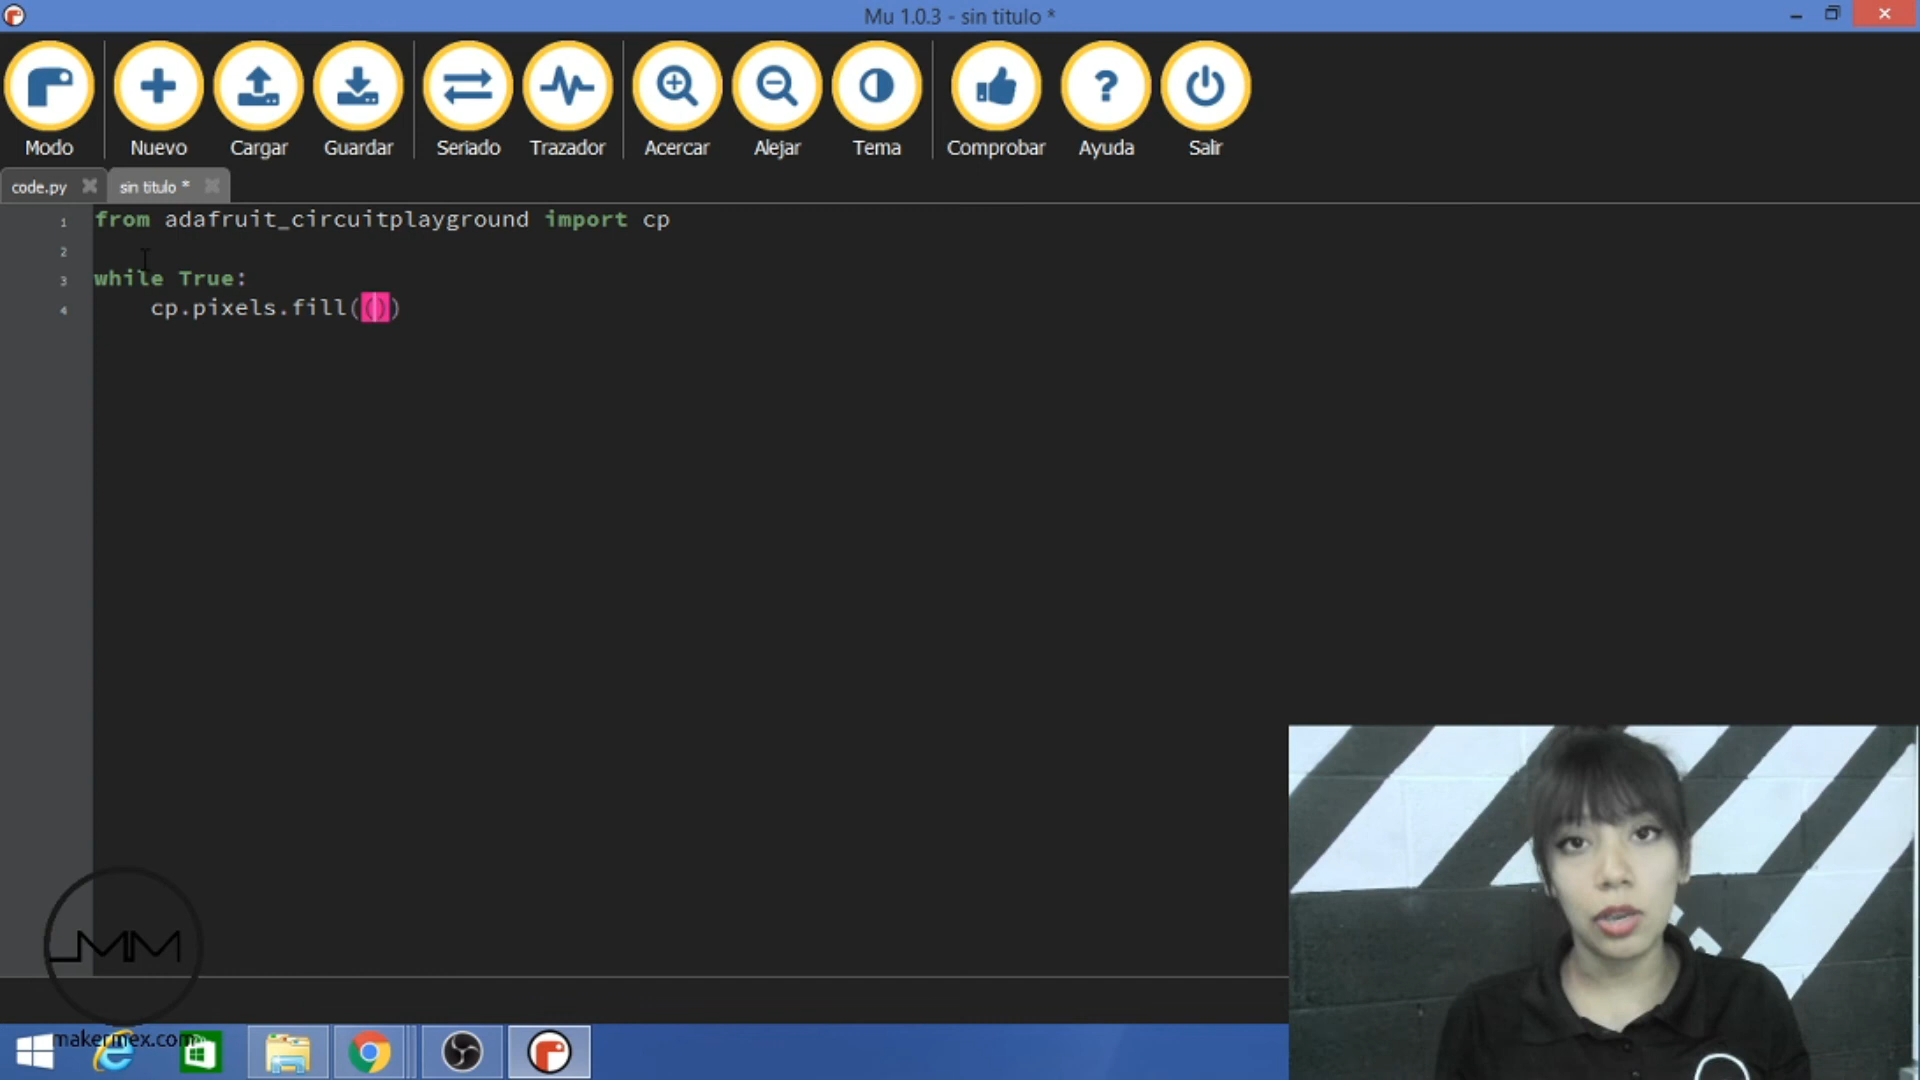 Mu 1.0.3 - sin titulo *
Modo
Nuevo
Cargar
Guardar
Seriado
Trazador
Acercar
Alejar
Tema
Comprobar
Ayuda
Salir
code.py
sin titulo *
1 from adafruit_circuitplayground import cp
2
3 while True:
4 cp.pixels.fill(())
MM
makermex.com